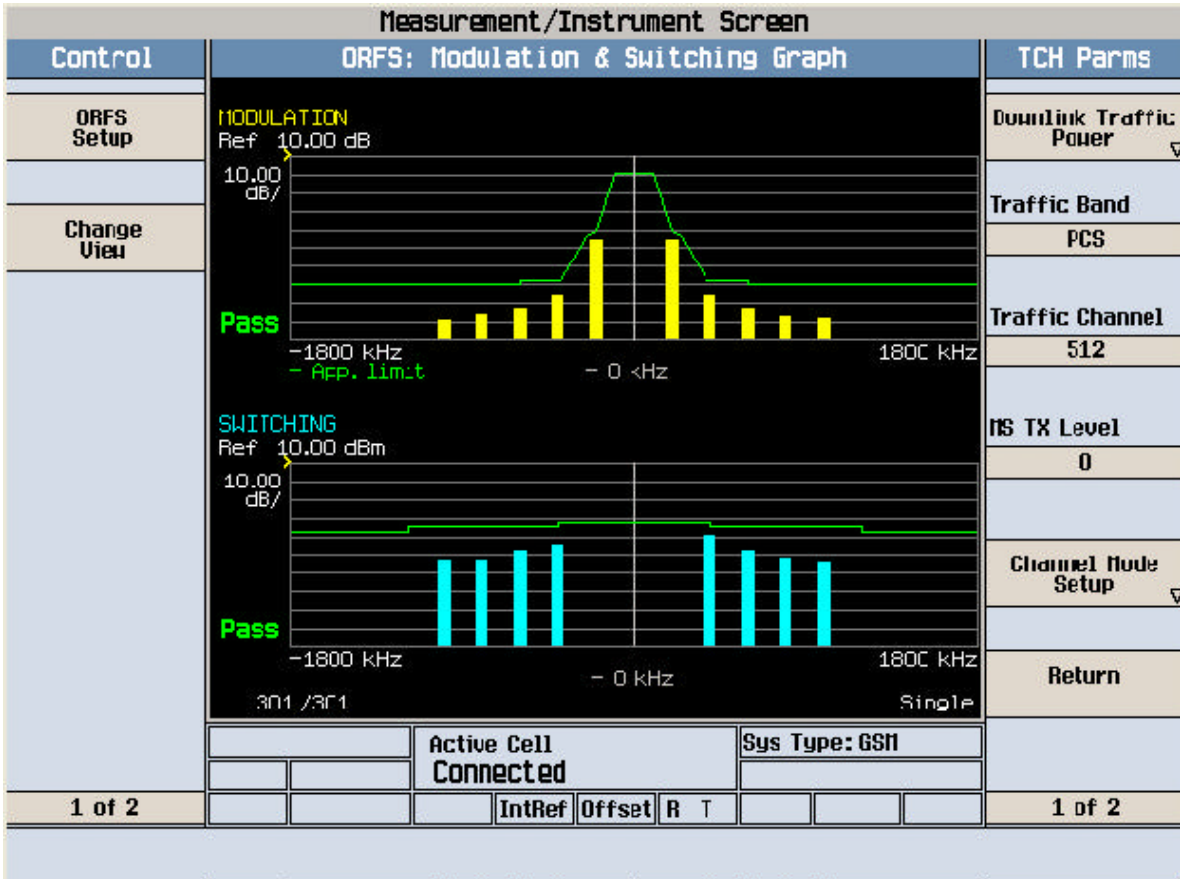 Measurement/Instrument Screen
Control
ORFS: Modulation & Switching Graph
TCH Parms
ORFS
Setup
Change
View
1 of 2
MODULATION
Ref 10.00 dB
10.00
dB/
Pass
-1800 kHz
1800 kHz
- App. limit
- 0 kHz
SWITCHING
Ref 10.00 dBm
10.00
dB/
Pass
-1800 kHz
1800 kHz
- 0 kHz
301 /301
Single
Active Cell
Connected
Sys Type: GSM
IntRef
Offset
R T
Downlink Traffic
Power
Traffic Band
PCS
Traffic Channel
512
MS TX Level
0
Channel Mode
Setup
Return
1 of 2